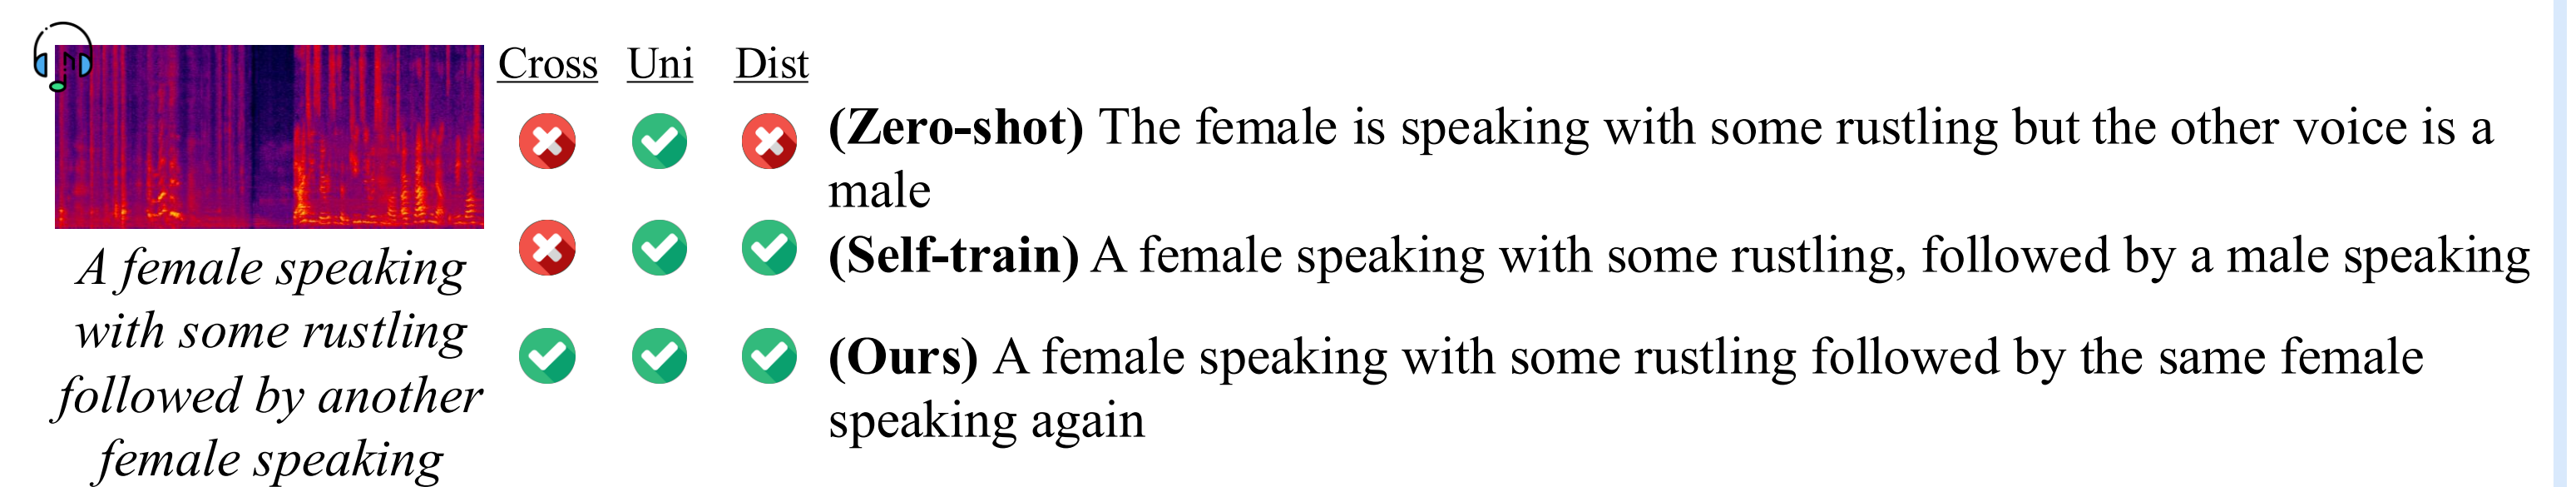 Cross Uni Dist
(Zero-shot) The female is speaking with some rustling but the other voice is a
male
(Self-train) A female speaking with some rustling, followed by a male speaking
(Ours) A female speaking with some rustling followed by the same female
speaking again
A female speaking
with some rustling
followed by another
female speaking